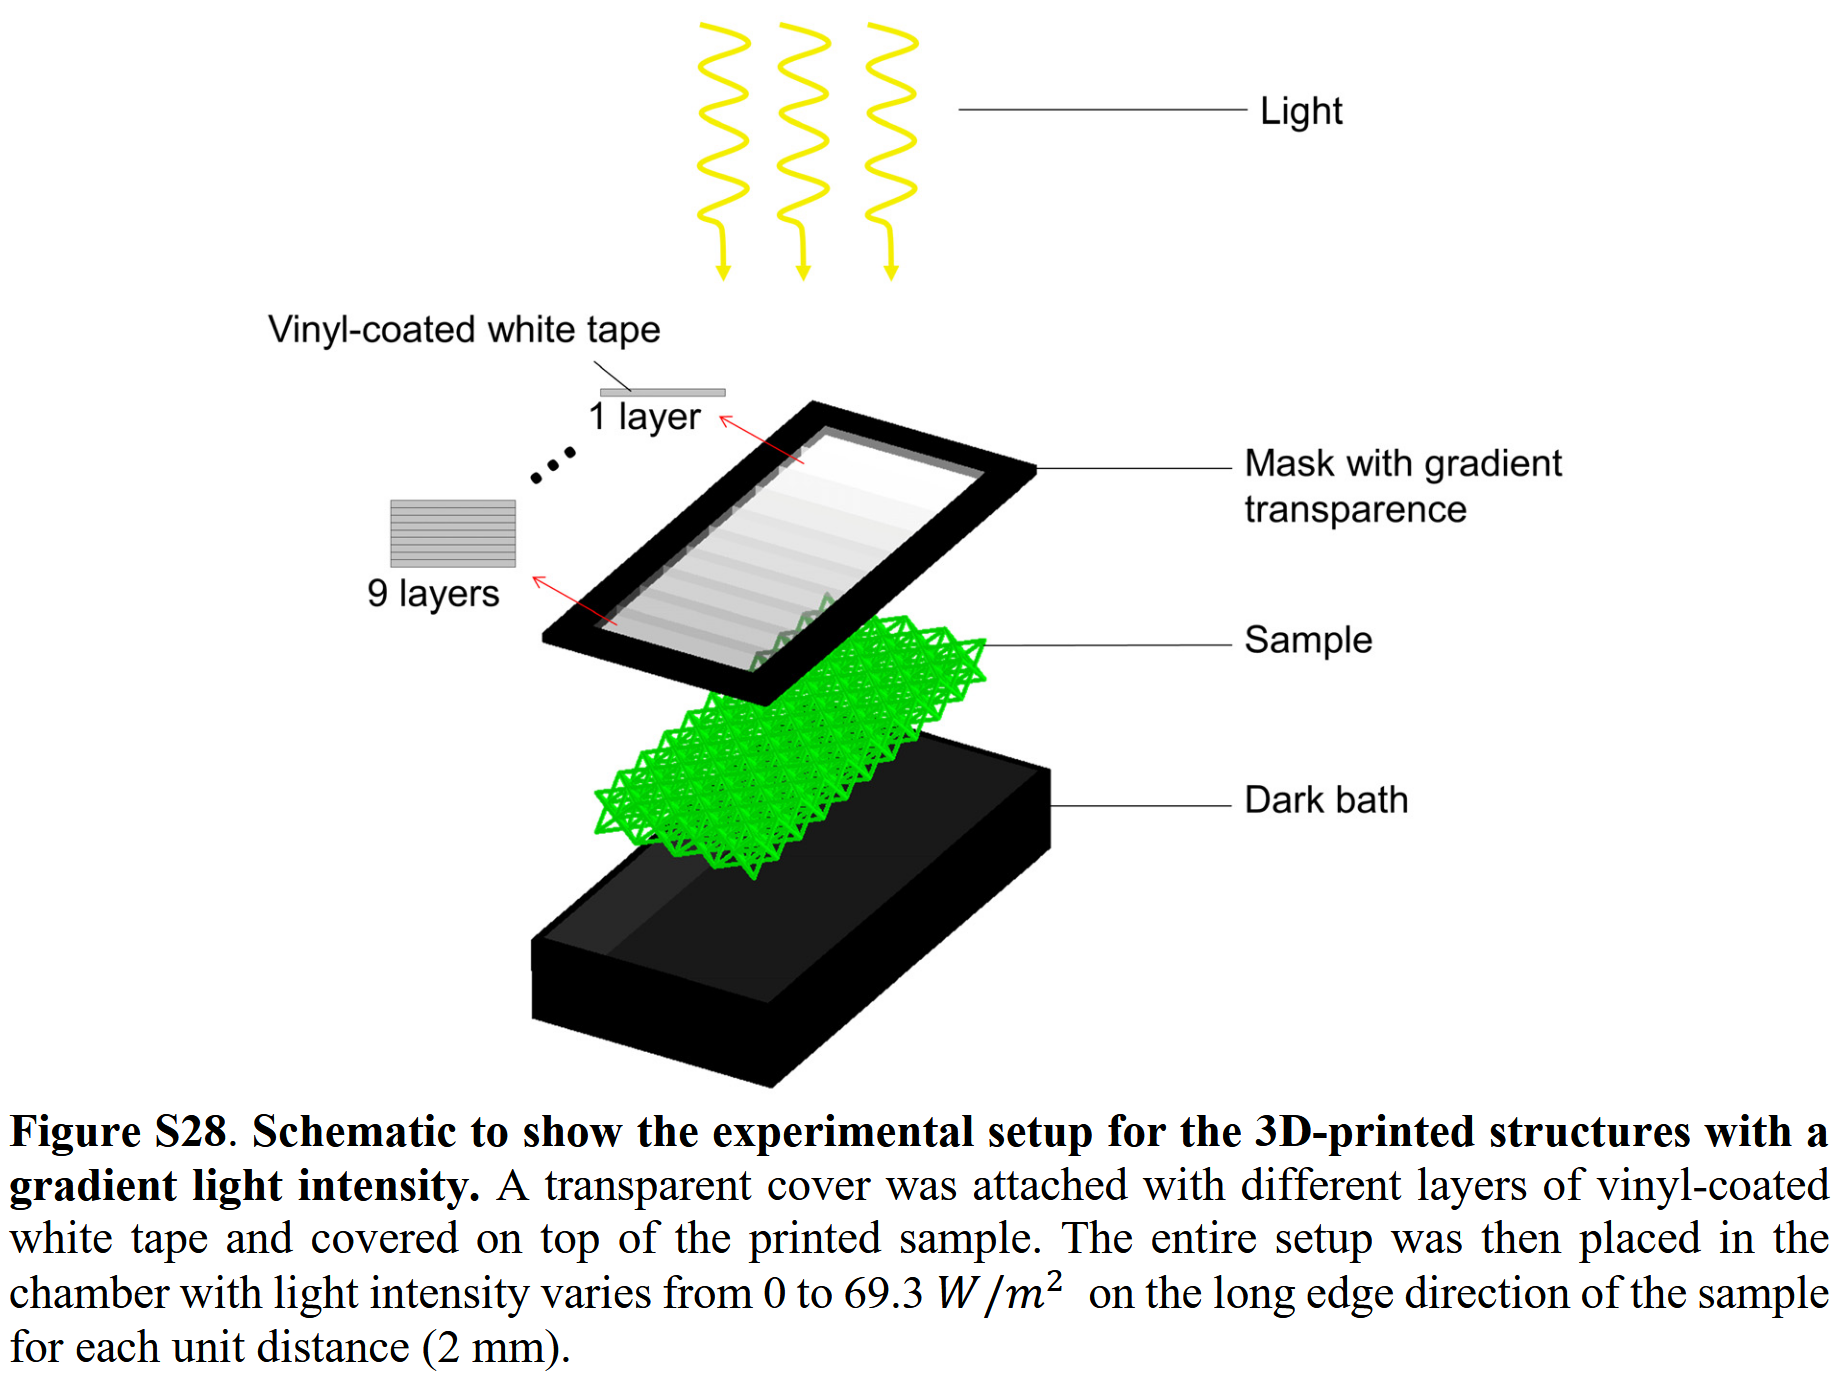 Light
Vinyl-coated white tape
1 layer
Mask with gradient
transparence
9 layers
Sample
Dark bath
Figure S28. Schematic to show the experimental setup for the 3D-printed structures with a
gradient light intensity. A transparent cover was attached with different layers of vinyl-coated
white tape and covered on top of the printed sample. The entire setup was then placed in the
chamber with light intensity varies from 0 to 69.3 W/m² on the long edge direction of the sample
for each unit distance (2 mm).